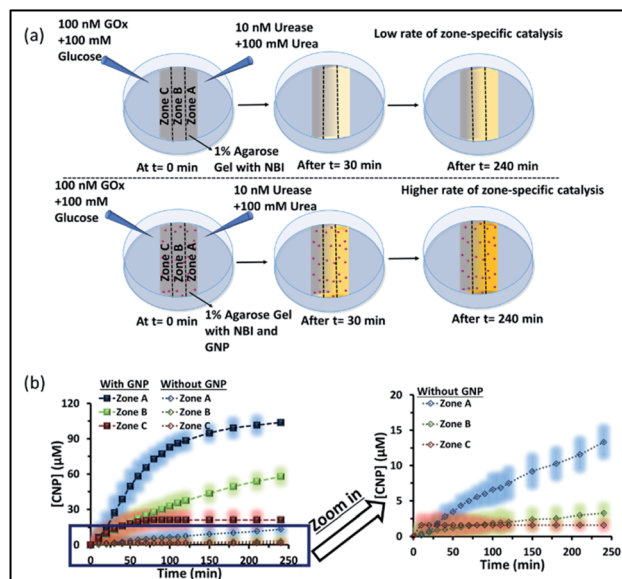 (a)
100 nM GOx
+100 mM
Glucose
10 nM Urease
+100 mM Urea
Low rate of zone-specific catalysis
Zone C
Zone B
Zone A
At t= 0 min
1% Agarose
Gel with NBI
After t= 30 min
After t= 240 min
100 nM GOx
+100 mM
Glucose
10 nM Urease
+100 mM Urea
Higher rate of zone-specific catalysis
Zone C
Zone B
Zone A
At t= 0 min
1% Agarose Gel
with NBI and
GNP
After t= 30 min
After t= 240 min
(b)
With GNP
Zone A
Zone B
Zone C
Without GNP
Zone A
Zone B
Zone C
[CNP] (µM)
120
90
60
30
0
0 50 100 150 200 250
Time (min)
Zoom in
Without GNP
Zone A
Zone B
Zone C
[CNP] (µM)
20
15
10
5
0
0 50 100 150 200 250
Time (min)